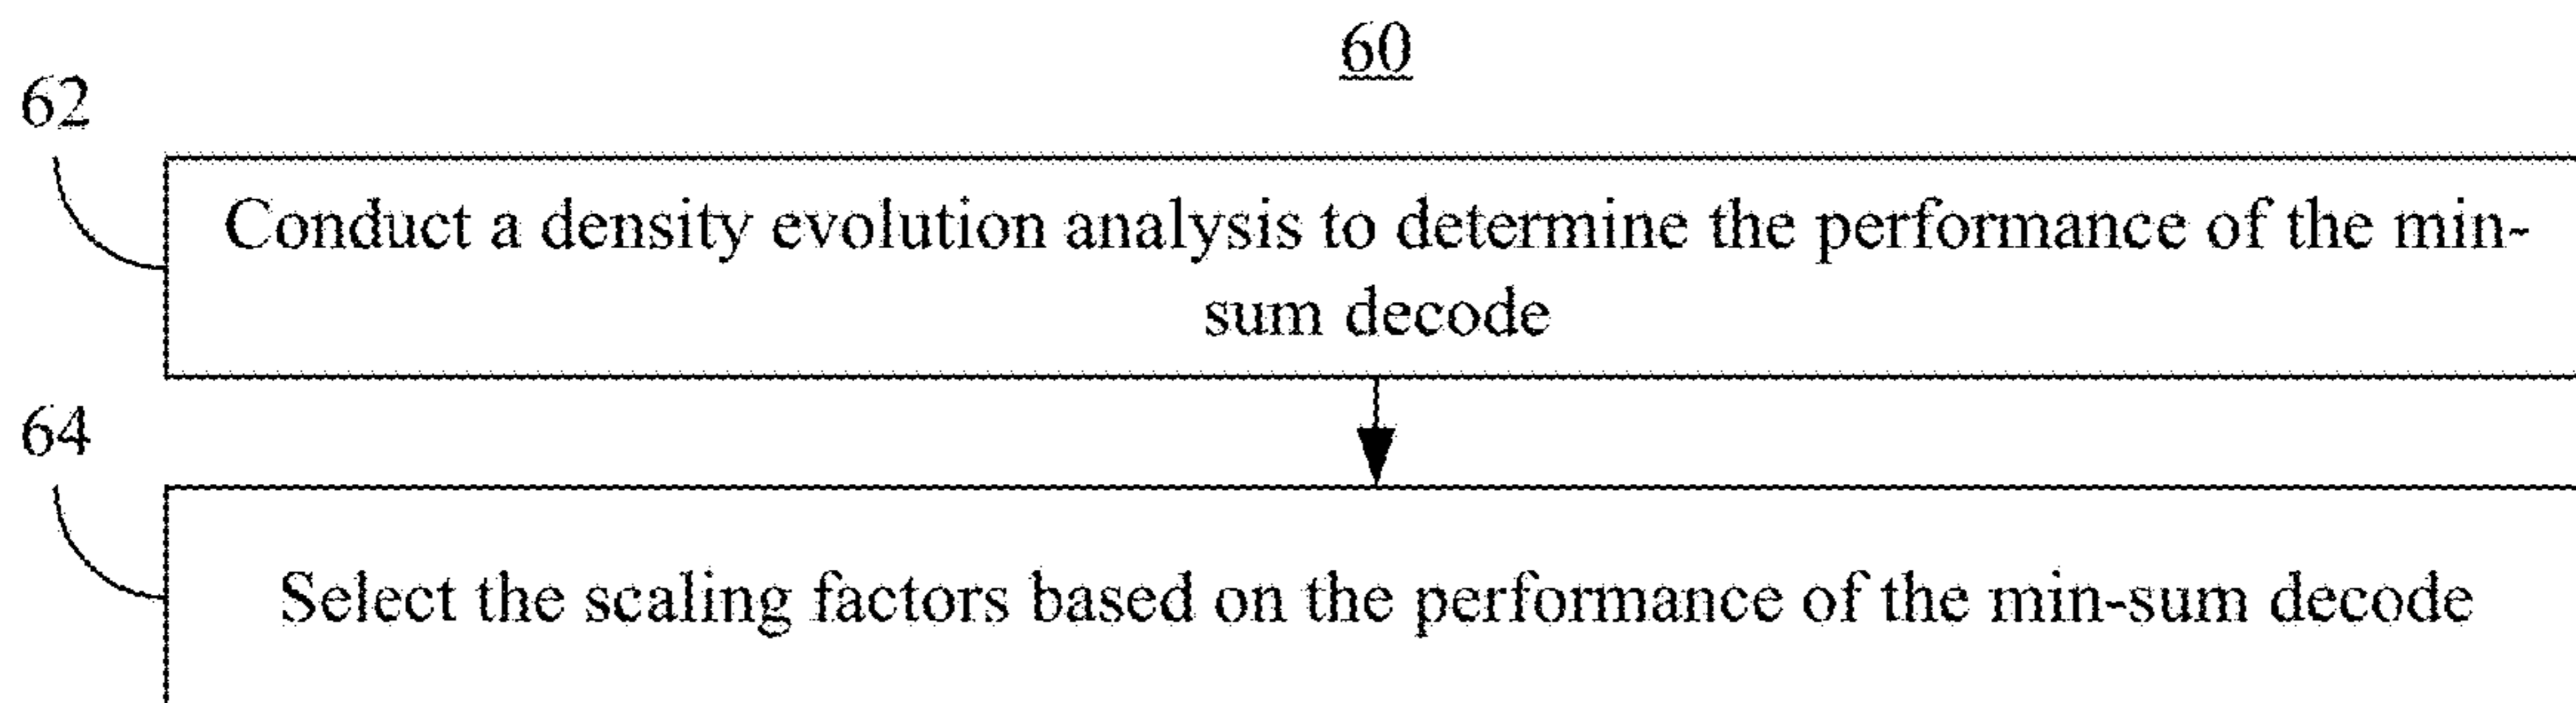 60
62
Conduct a density evolution analysis to determine the performance of the min-
sum decode
64
Select the scaling factors based on the performance of the min-sum decode